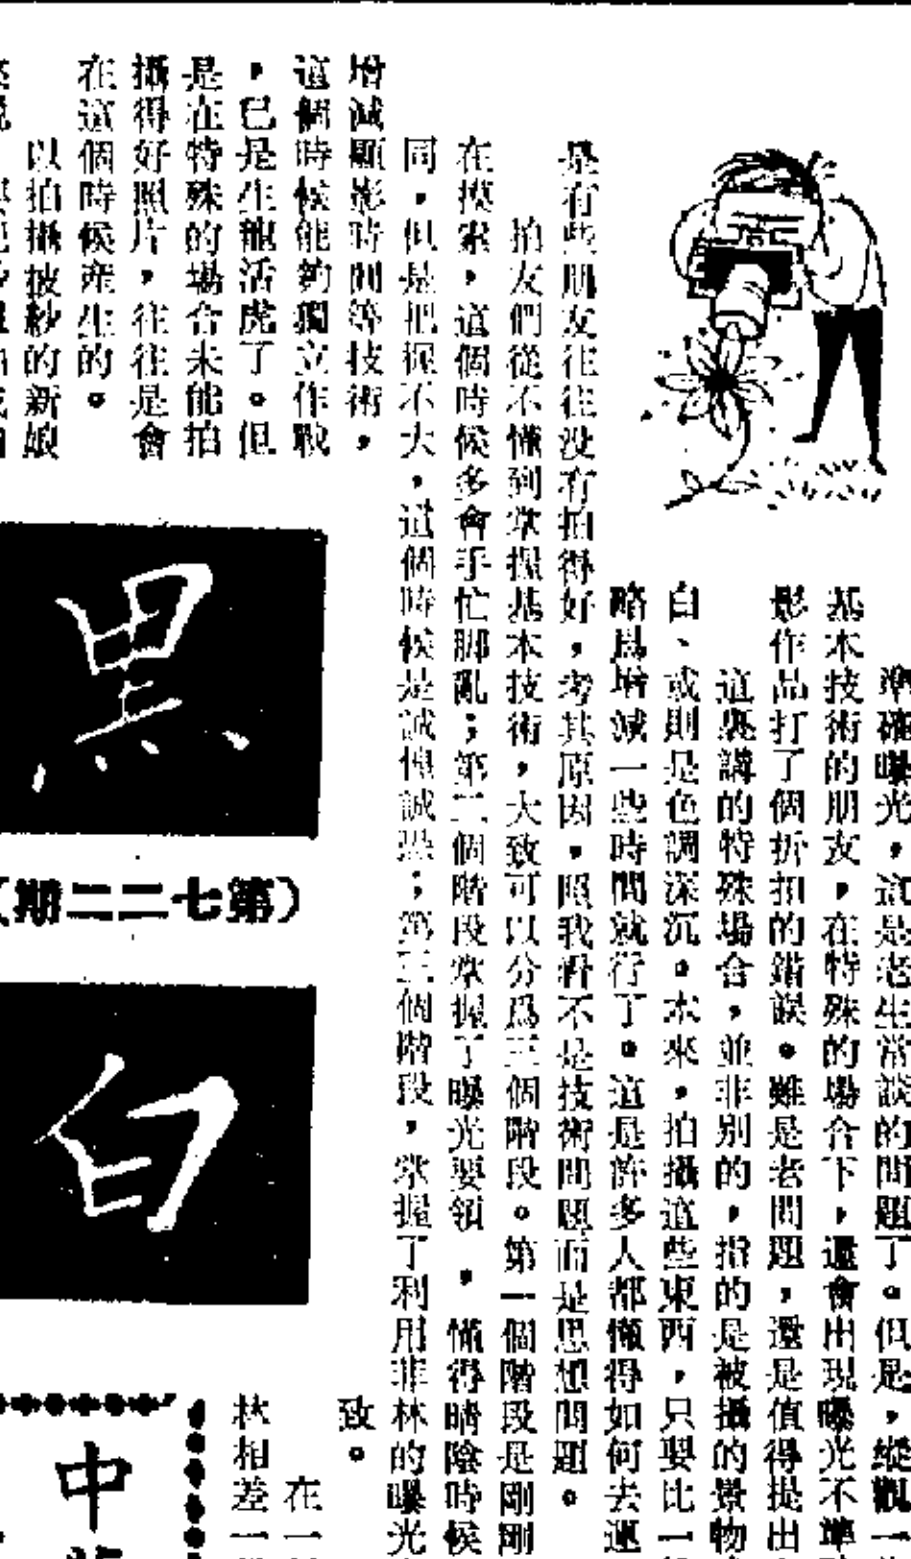 準確曝光，這是老生常談的問題了。但是，縱觀一
基本技術的朋友，在特殊的場合下，還會出現曝光不準
影作品打了個折扣的錯誤。雖是老問題，還是值得提出
這裏講的特殊場合，並非別的，指的是被攝的景物
白、或則是色調深沉。本來，拍攝這些東西，只要比一
略爲增減一些時間就行了。這是許多人都懂得如何去運
是有些朋友往往没有拍得好，考其原因，照我看不是技術問題而是思想問題。
拍友們從不懂到掌握基本技術，大致可以分爲三個階段。第一個階段是剛剛
在摸索，這個時候多會手忙脚亂；第二個階段掌握了曝光要領，懂得晴陰時候
同，但是把握不大，這個時候是誠惶誠恐；第三個階段，掌握了利用非林的曝光
增減顯影時間等技術，
致。
這個時候能夠獨立作戰
，已是生龍活虎了。但
是在特殊的場合未能拍
攝得好照片，往往是會
在這個時候產生的。
以拍攝披紗的新娘
黑
（第七二二期）
白
在一
林相差一
中